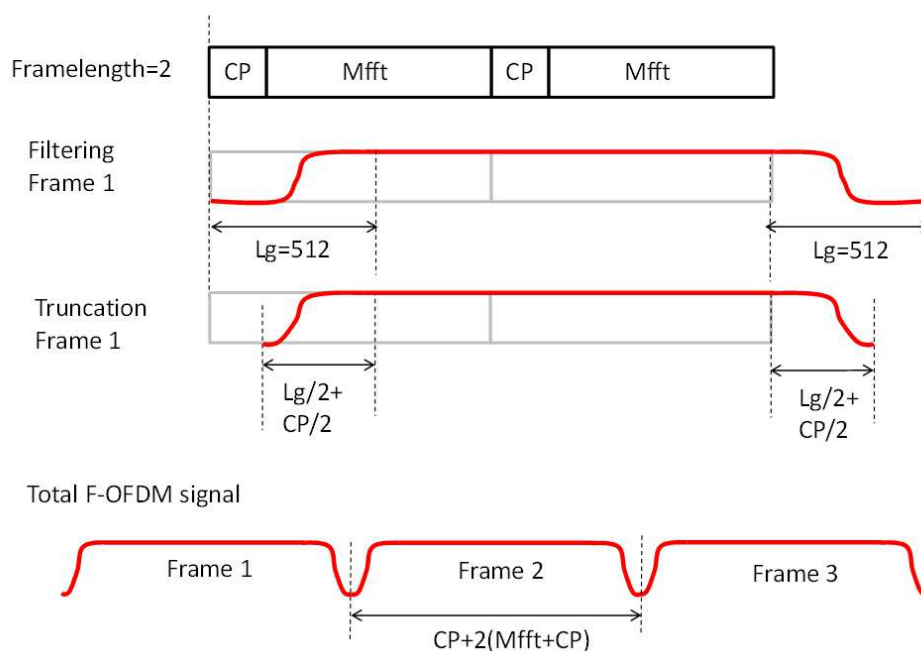 Framelength=2
CP
Mfft
CP
Mfft
Filtering
Frame 1
Lg=512
Lg=512
Truncation
Frame 1
Lg/2+
CP/2
Lg/2+
CP/2
Total F-OFDM signal
Frame 1
Frame 2
Frame 3
CP+2(Mfft+CP)